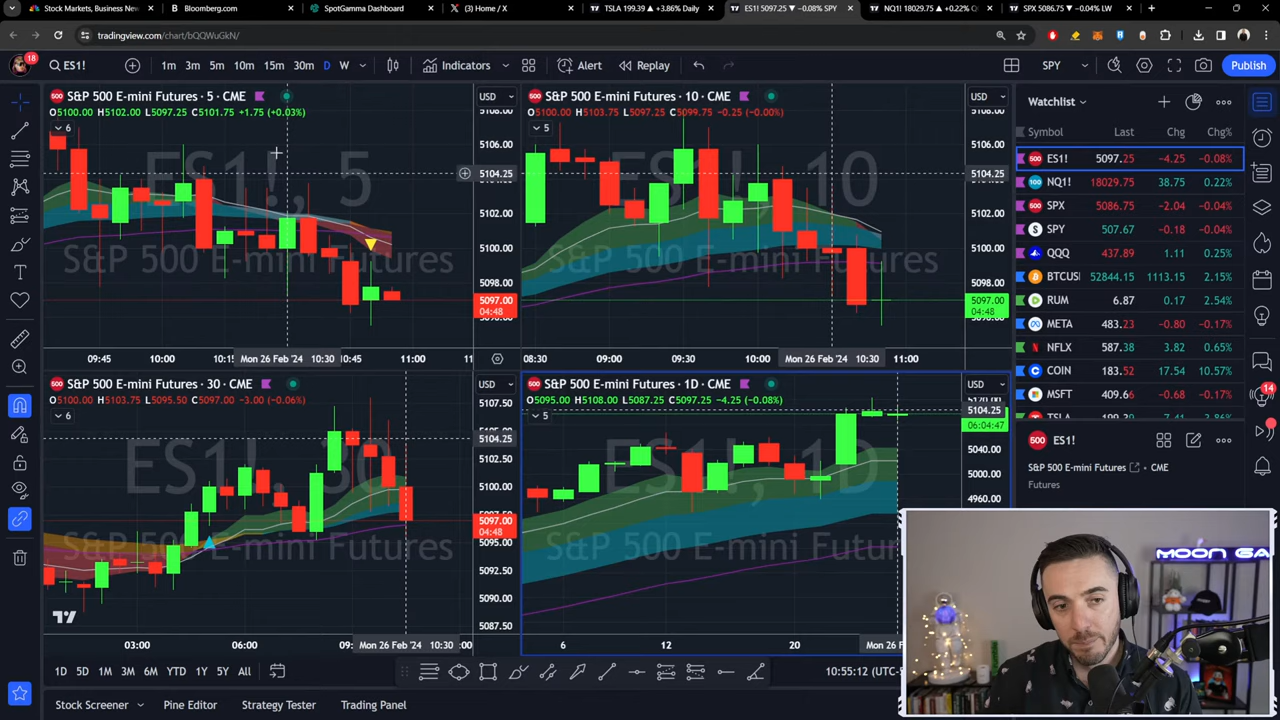 Stock Markets, Business New
Bloomberg.com
SpotGamma Dashboard
(3) Home / X
TSLA 199.39 ▲ +3.86% Daily
ES1! 5097.25 ▼ −0.08% SPY
NQ1! 18029.75 ▲ +0.22%
SPX 5086.75 ▼ −0.04% LW
tradingview.com/chart/bQQWuGkN/
18
ES1!
1m 3m 5m 10m 15m 30m D W
Indicators
Alert
Replay
SPY
Publish
S&P 500 E-mini Futures · 5 · CME
USD
O5100.00 H5102.00 L5097.25 C5101.75 +1.75 (+0.03%)
6
ES1!, 5
S&P 500 E-mini Futures
5108.00
5106.00
5104.25
5102.00
5100.00
5098.00
5097.00
04:48
09:45 10:00 10:15 Mon 26 Feb '24 10:30 10:45 11:00
S&P 500 E-mini Futures · 10 · CME
USD
O5100.00 H5103.75 L5095.50 C5099.75 −0.25 (−0.00%)
5
ES1!, 10
S&P 500 E-mini Futures
5108.00
5106.00
5104.25
5102.00
5100.00
5098.00
5097.00
04:48
08:30 09:00 09:30 10:00 Mon 26 Feb '24 10:30 11:00
S&P 500 E-mini Futures · 30 · CME
USD
O5100.00 H5103.75 L5095.50 C5097.00 −3.00 (−0.06%)
6
ES1!, 30
S&P 500 E-mini Futures
5107.50
5104.25
5102.50
5100.00
5097.00
04:48
5095.00
5092.50
5090.00
5087.50
03:00 06:00 Mon 26 Feb '24 10:30
S&P 500 E-mini Futures · 1D · CME
USD
O5095.00 H5108.00 L5087.25 C5097.25 −4.25 (−0.08%)
5
ES1!, 1D
S&P 500 E-mini Futur
5104.25
06:04:47
5040.00
5000.00
4960.00
6 12 20
1D 5D 1M 3M 6M YTD 1Y 5Y All
10:55:12
Stock Screener
Pine Editor
Strategy Tester
Trading Panel
Watchlist
Symbol Last Chg Chg%
ES1! 5097.25 −4.25 −0.08%
NQ1! 18029.75 38.75 0.22%
SPX 5086.75 −2.04 −0.04%
SPY 507.67 −0.18 −0.04%
QQQ 437.89 1.11 0.25%
BTCUS 52844.15 1113.15 2.15%
RUM 6.87 0.17 2.54%
META 483.23 −0.80 −0.17%
NFLX 587.38 3.82 0.65%
COIN 183.52 17.54 10.57%
MSFT 409.66 −0.68 −0.17%
ES1!
S&P 500 E-mini Futures · CME
Futures
14
MOON GA